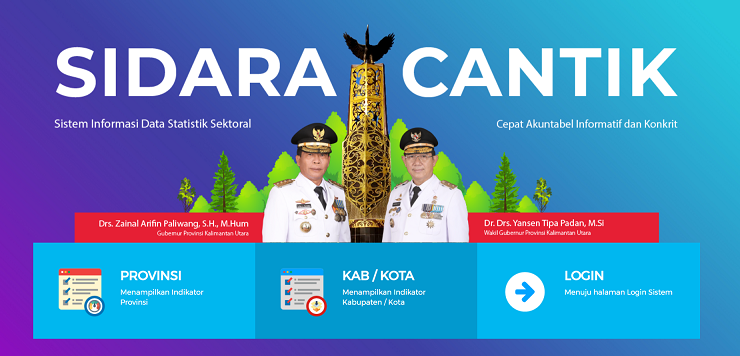 SIDARA CANTIK
Sistem Informasi Data Statistik Sektoral
Cepat Akuntabel Informatif dan Konkrit
Drs. Zainal Arifin Paliwang, S.H., M.Hum
Gubernur Provinsi Kalimantan Utara
Dr. Drs. Yansen Tipa Padan, M.Si
Wakil Gubernur Provinsi Kalimantan Utara
PROVINSI
Menampilkan Indikator
Provinsi
KAB / KOTA
Menampilkan Indikator
Kabupaten / Kota
LOGIN
Menuju halaman Login Sistem